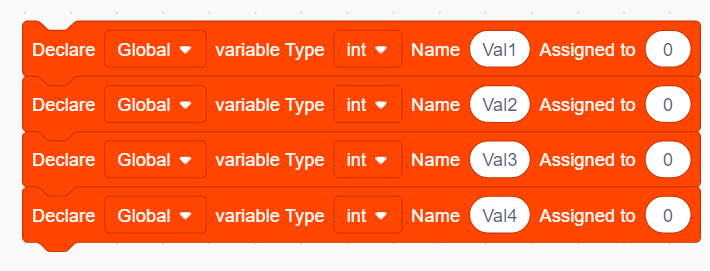 Declare Global variable Type int Name Val1 Assigned to 0
Declare Global variable Type int Name Val2 Assigned to 0
Declare Global variable Type int Name Val3 Assigned to 0
Declare Global variable Type int Name Val4 Assigned to 0